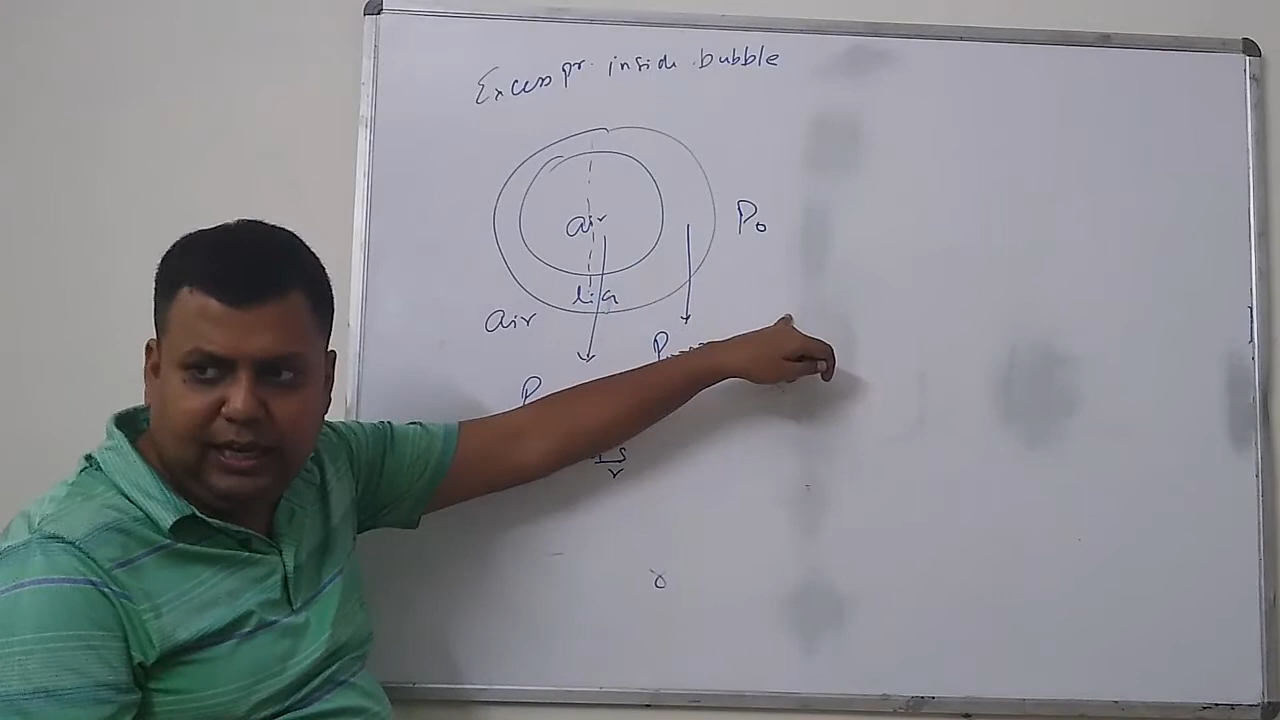 Excess pr. inside bubble
air
P₀
liq
air
P
P
r
γ